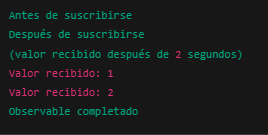 Antes de suscribirse
Después de suscribirse
(valor recibido después de 2 segundos)
Valor recibido: 1
Valor recibido: 2
Observable completado